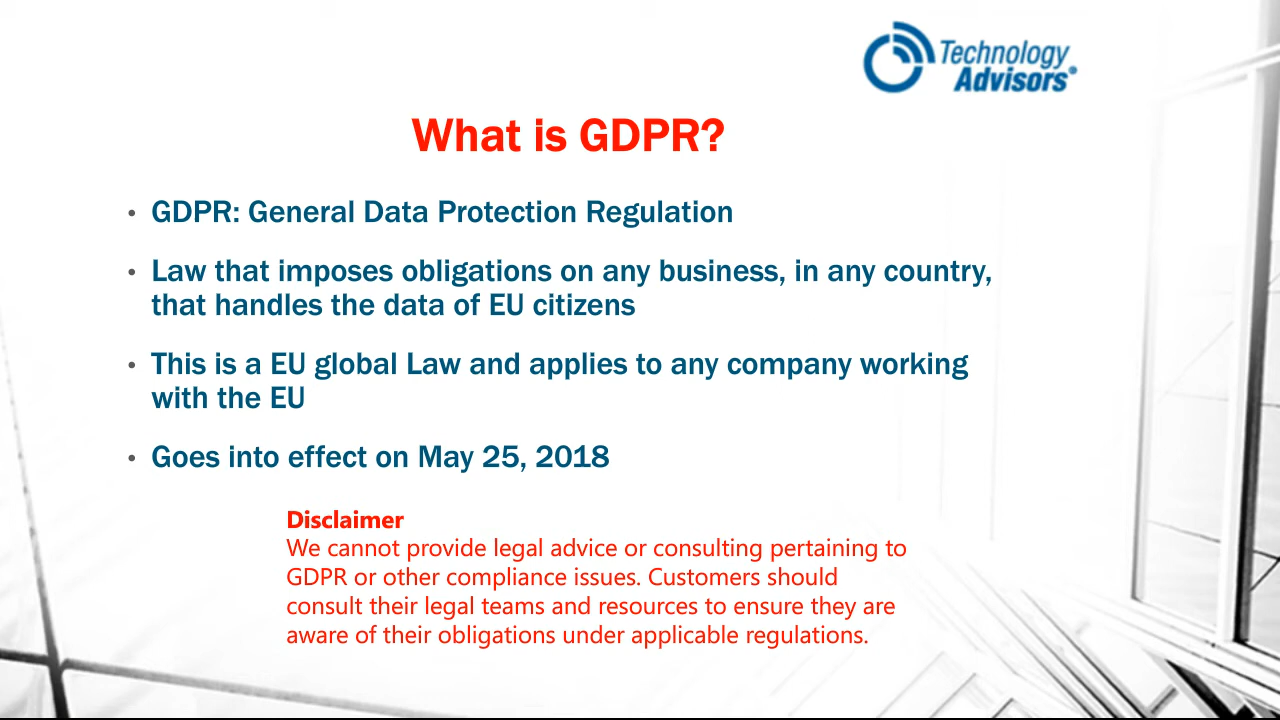 Technology
Advisors®
What is GDPR?
• GDPR: General Data Protection Regulation
• Law that imposes obligations on any business, in any country,
that handles the data of EU citizens
• This is a EU global Law and applies to any company working
with the EU
• Goes into effect on May 25, 2018
Disclaimer
We cannot provide legal advice or consulting pertaining to
GDPR or other compliance issues. Customers should
consult their legal teams and resources to ensure they are
aware of their obligations under applicable regulations.